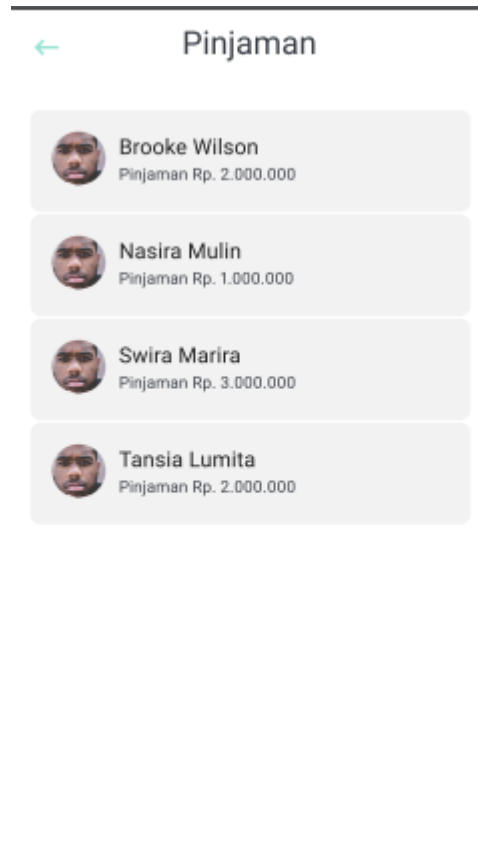 Pinjaman
Brooke Wilson
Pinjaman Rp. 2.000.000
Nasira Mulin
Pinjaman Rp. 1.000.000
Swira Marira
Pinjaman Rp. 3.000.000
Tansia Lumita
Pinjaman Rp. 2.000.000